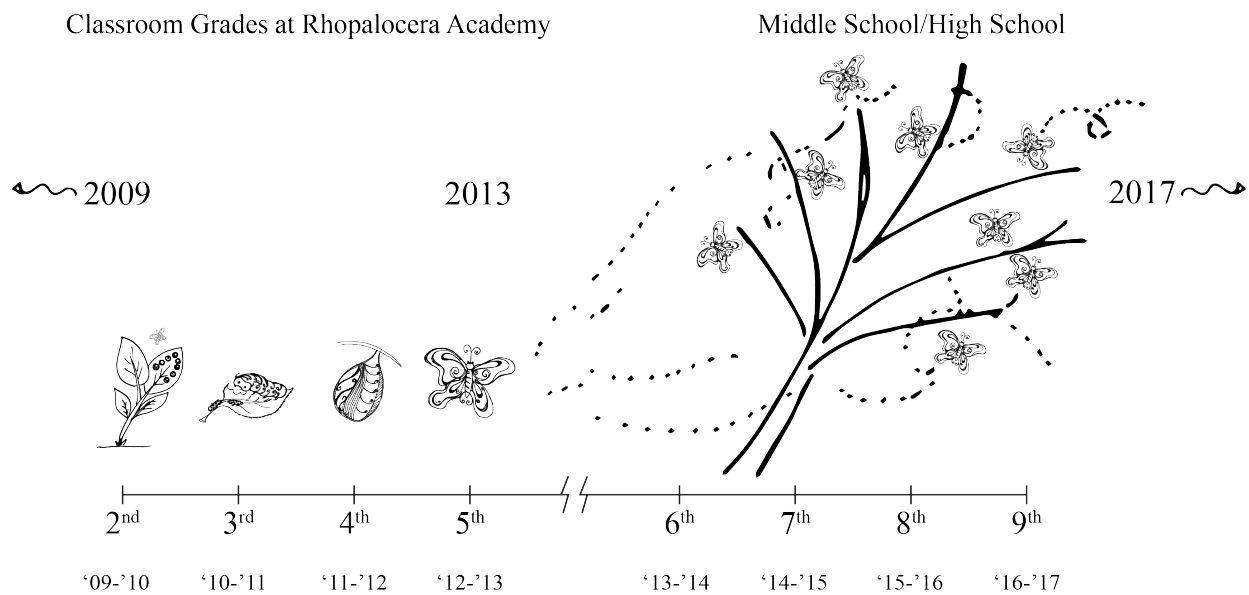 Classroom Grades at Rhopalocera Academy
Middle School/High School
2009
2013
2017
2nd 3rd 4th 5th 6th 7th 8th 9th
‘09-’10 ‘10-’11 ‘11-’12 ‘12-’13 ‘13-’14 ‘14-’15 ‘15-’16 ‘16-’17